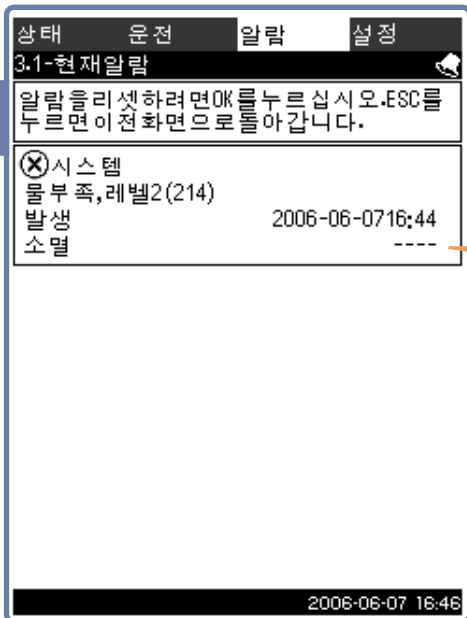 상태 운전 알람 설정
3.1-현재알람
알람을리셋하려면OK를누르십시오.ESC를
누르면이전화면으로돌아갑니다.
시스템
물부족,레벨2(214)
발생 2006-06-0716:44
소멸 ----
2006-06-07 16:46